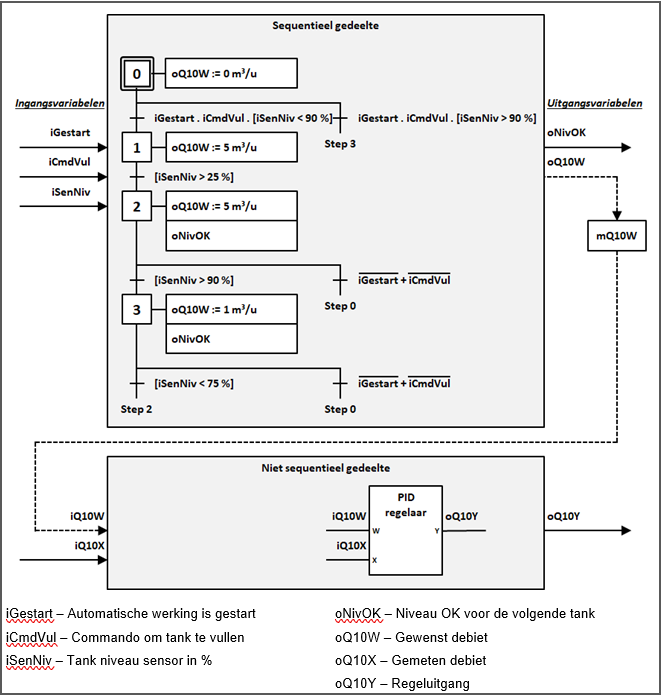 Sequentieel gedeelte
Ingangsvariabelen
iGestart
iCmdVul
iSenNiv
Uitgangsvariabelen
oNivOK
oQ10W
mQ10W
0
oQ10W := 0 m³/u
iGestart . iCmdVul . [iSenNiv < 90 %]
iGestart . iCmdVul . [iSenNiv > 90 %]
Step 3
1
oQ10W := 5 m³/u
[iSenNiv > 25 %]
2
oQ10W := 5 m³/u
oNivOK
[iSenNiv > 90 %]
iGestart + iCmdVul
Step 0
3
oQ10W := 1 m³/u
oNivOK
[iSenNiv < 75 %]
iGestart + iCmdVul
Step 2
Step 0
Niet sequentieel gedeelte
iQ10W
iQ10X
iQ10W
iQ10X
PID
regelaar
W
X
Y
oQ10Y
oQ10Y
iGestart – Automatische werking is gestart
iCmdVul – Commando om tank te vullen
iSenNiv – Tank niveau sensor in %
oNivOK – Niveau OK voor de volgende tank
oQ10W – Gewenst debiet
oQ10X – Gemeten debiet
oQ10Y – Regeluitgang